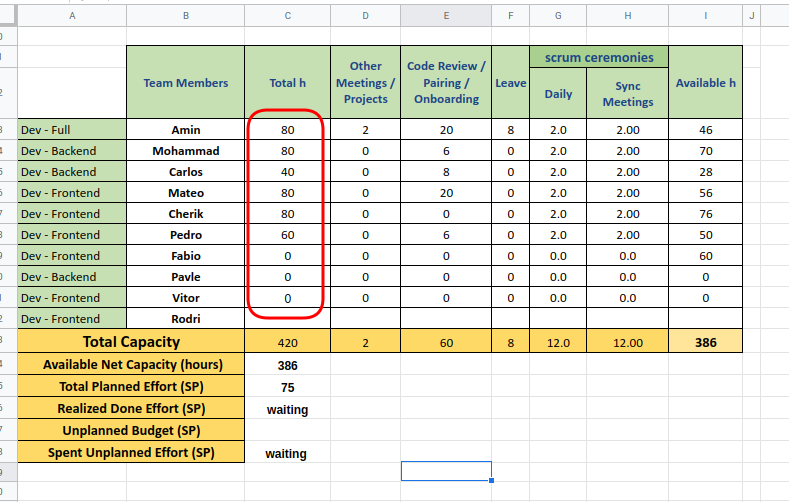 A B C D E F G H I J
Team Members Total h Other Meetings / Projects Code Review / Pairing / Onboarding Leave scrum ceremonies Available h
Daily Sync Meetings
Dev - Full Amin 80 2 20 8 2.0 2.00 46
Dev - Backend Mohammad 80 0 6 0 2.0 2.00 70
Dev - Backend Carlos 40 0 8 0 2.0 2.00 28
Dev - Frontend Mateo 80 0 20 0 2.0 2.00 56
Dev - Frontend Cherik 80 0 0 0 2.0 2.00 76
Dev - Frontend Pedro 60 0 6 0 2.0 2.00 50
Dev - Frontend Fabio 0 0 0 0 0.0 0.0 60
Dev - Backend Pavle 0 0 0 0 0.0 0.0 0
Dev - Frontend Vitor 0 0 0 0 0.0 0.0 0
Dev - Frontend Rodri
Total Capacity 420 2 60 8 12.0 12.00 386
Available Net Capacity (hours) 386
Total Planned Effort (SP) 75
Realized Done Effort (SP) waiting
Unplanned Budget (SP)
Spent Unplanned Effort (SP) waiting